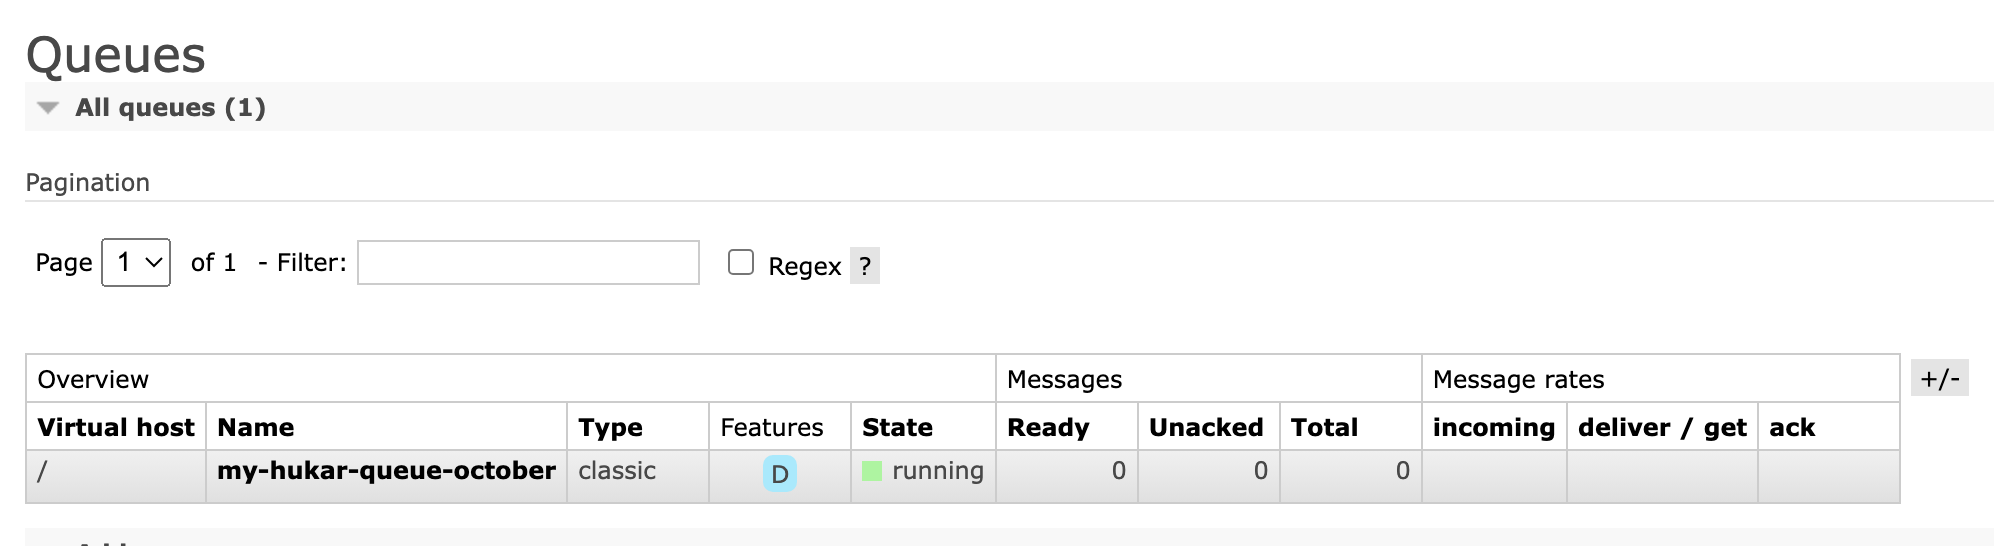 Queues
All queues (1)
Pagination
Page 1 of 1 - Filter: Regex ?
Overview Messages Message rates +/-
Virtual host Name Type Features State Ready Unacked Total incoming deliver / get ack
/ my-hukar-queue-october classic D running 0 0 0